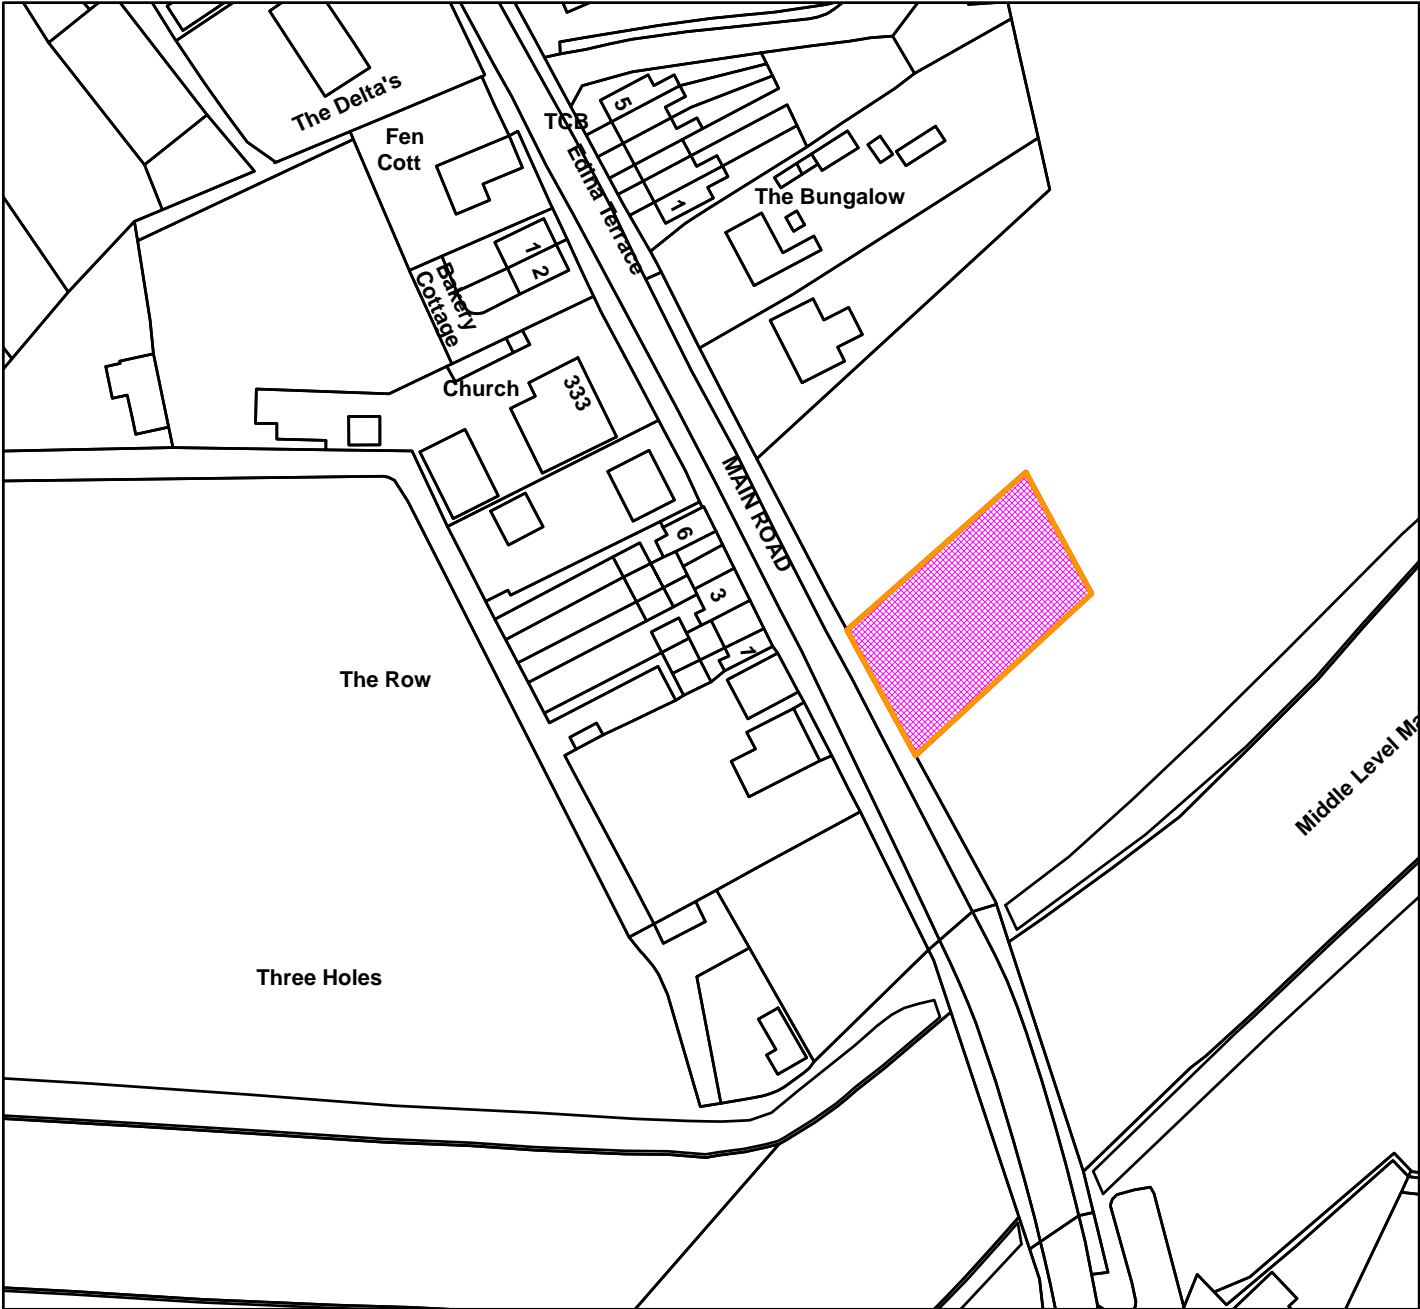 The Delta's
Fen
Cott
TCB
5
Edina Terrace
1
The Bungalow
1
2
Bakery
Cottage
Church
333
MAIN ROAD
6
3
1
The Row
Middle Level Ma
Three Holes